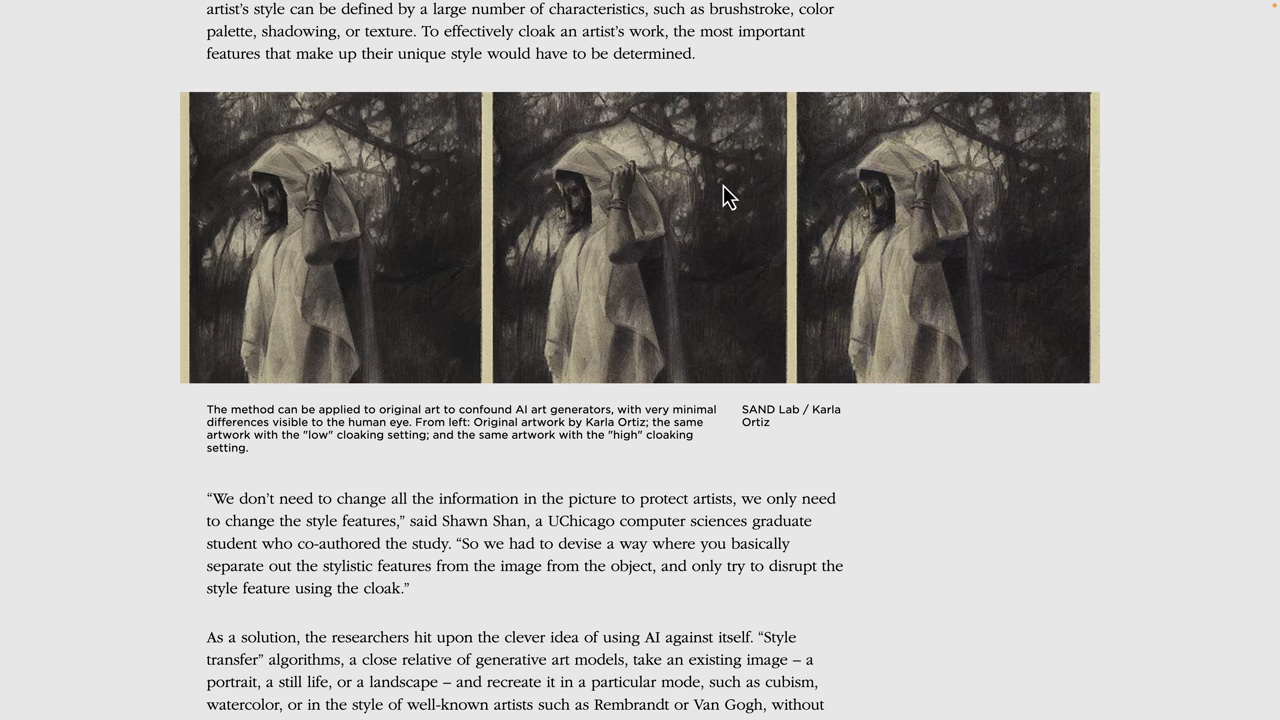 artist’s style can be defined by a large number of characteristics, such as brushstroke, color
palette, shadowing, or texture. To effectively cloak an artist’s work, the most important
features that make up their unique style would have to be determined.
The method can be applied to original art to confound AI art generators, with very minimal
differences visible to the human eye. From left: Original artwork by Karla Ortiz; the same
artwork with the "low" cloaking setting; and the same artwork with the "high" cloaking
setting.
SAND Lab / Karla
Ortiz
“We don’t need to change all the information in the picture to protect artists, we only need
to change the style features,” said Shawn Shan, a UChicago computer sciences graduate
student who co-authored the study. “So we had to devise a way where you basically
separate out the stylistic features from the image from the object, and only try to disrupt the
style feature using the cloak.”
As a solution, the researchers hit upon the clever idea of using AI against itself. “Style
transfer” algorithms, a close relative of generative art models, take an existing image – a
portrait, a still life, or a landscape – and recreate it in a particular mode, such as cubism,
watercolor, or in the style of well-known artists such as Rembrandt or Van Gogh, without